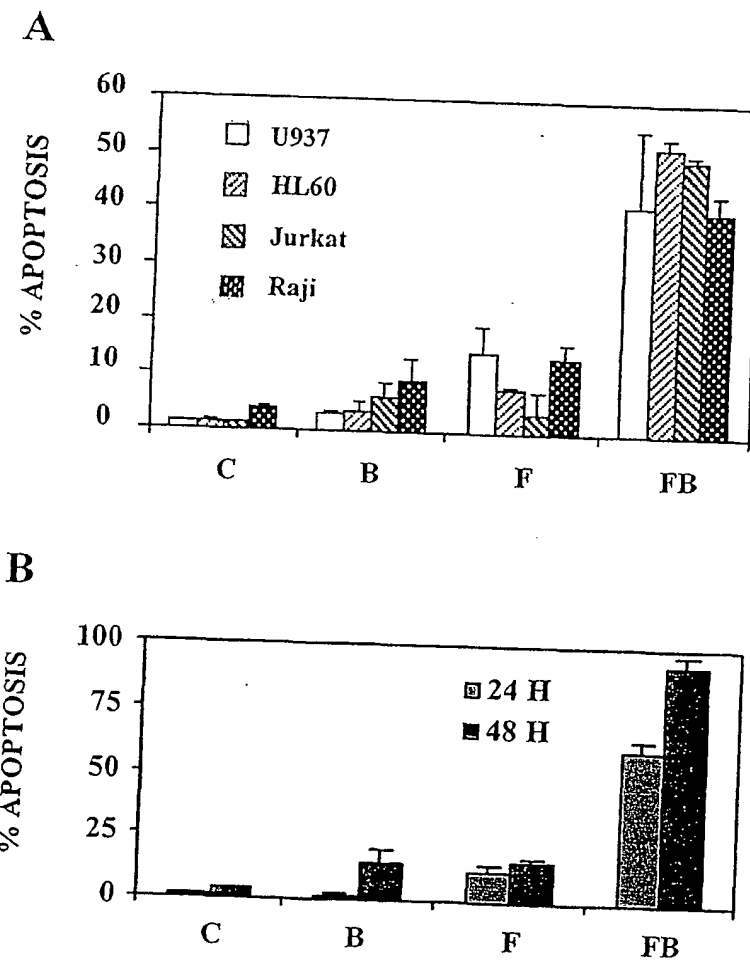 A
% APOPTOSIS
60
50
40
30
20
10
0
U937
HL60
Jurkat
Raji
C B F FB
B
% APOPTOSIS
100
75
50
25
0
24 H
48 H
C B F FB